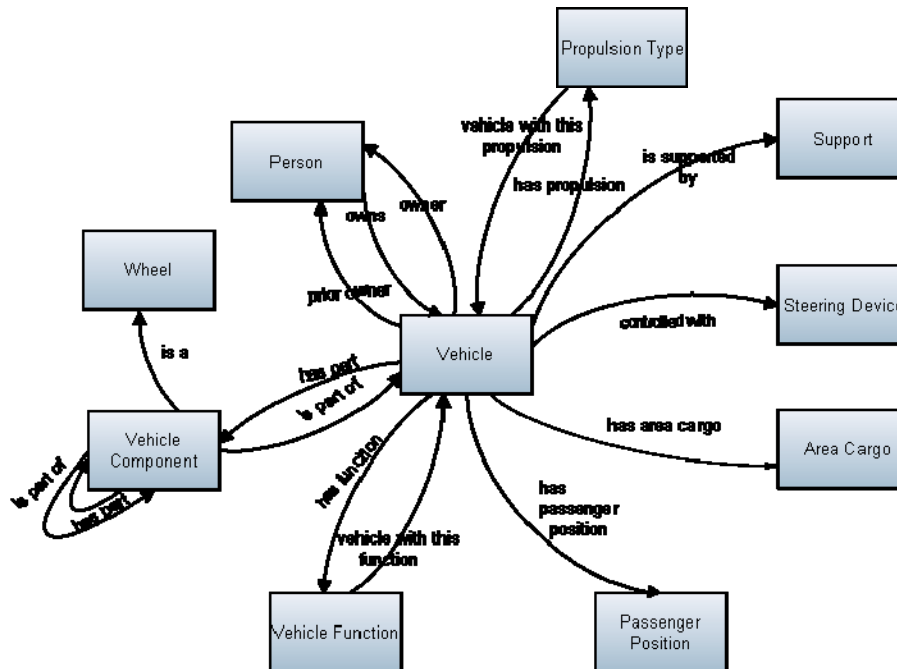 Propulsion Type
vehicle with this
propulsion
has propulsion
is supported
by
Support
Person
owns
owner
prior owner
Wheel
is a
Vehicle
controlled with
Steering Device
has part
is part of
Vehicle
Component
is part of
has part
has function
vehicle with this
function
has area cargo
Area Cargo
has
passenger
position
Vehicle Function
Passenger
Position